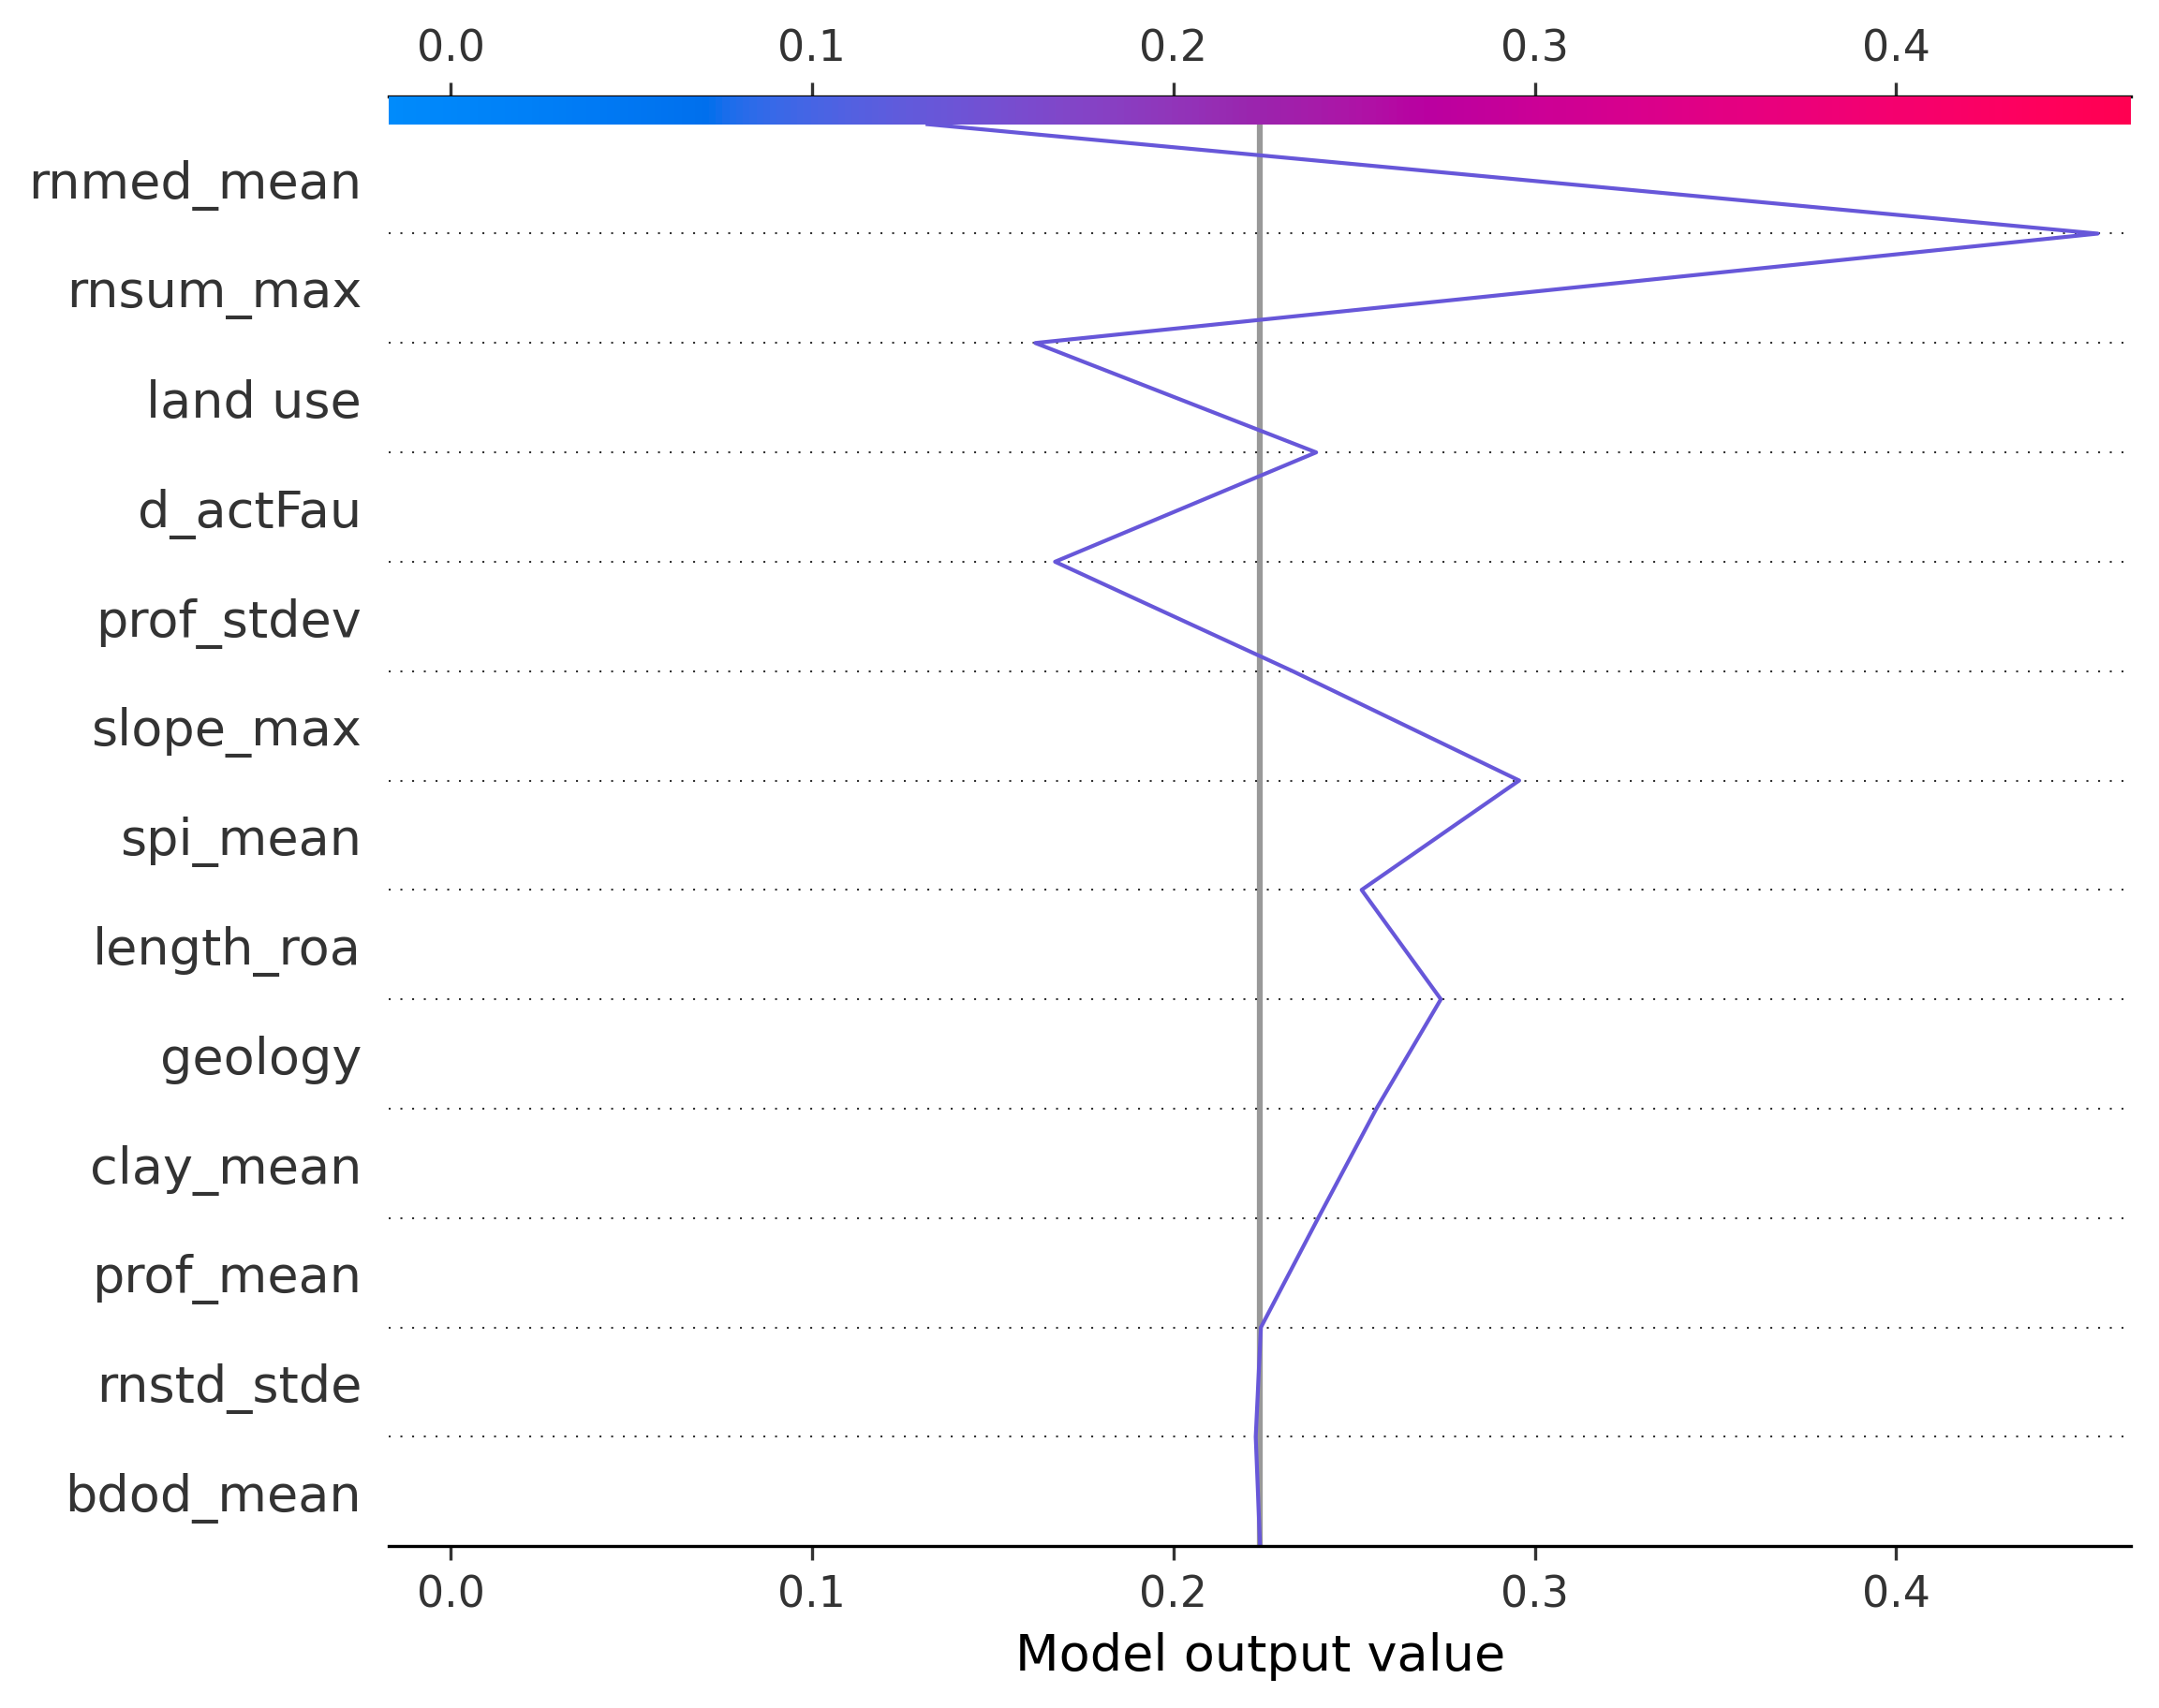 0.0 0.1 0.2 0.3 0.4
rnmed_mean
rnsum_max
land use
d_actFau
prof_stdev
slope_max
spi_mean
length_roa
geology
clay_mean
prof_mean
rnstd_stde
bdod_mean
0.0 0.1 0.2 0.3 0.4
Model output value